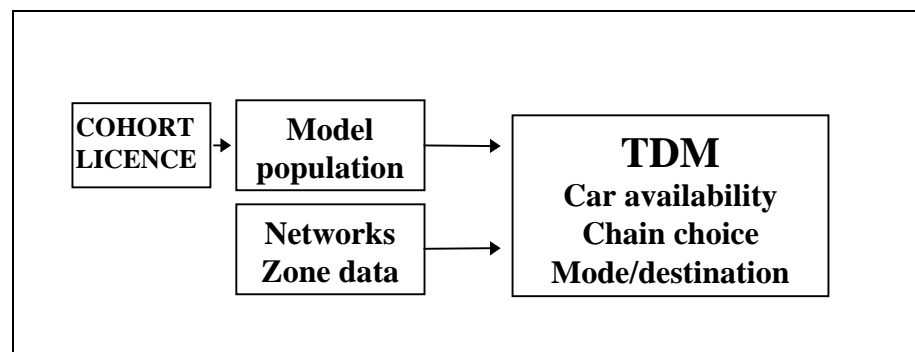 COHORT
LICENCE
Model
population
Networks
Zone data
TDM
Car availability
Chain choice
Mode/destination